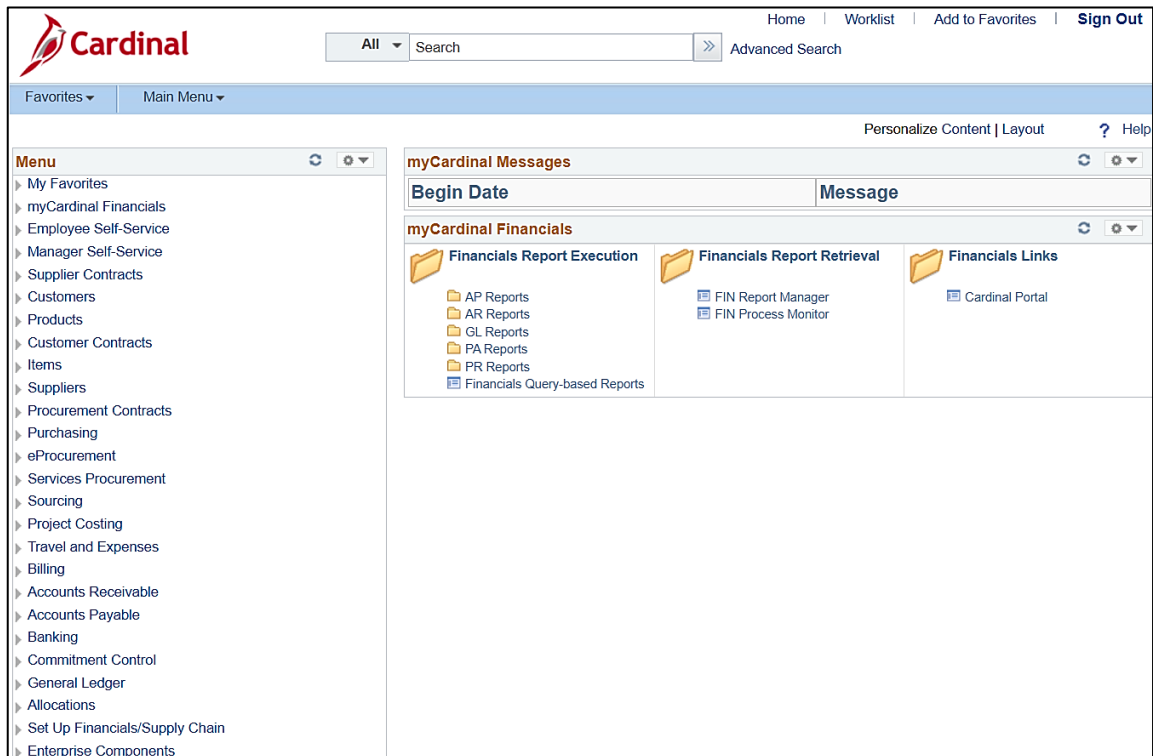 Cardinal
Home | Worklist | Add to Favorites | Sign Out
All Search Advanced Search
Favorites Main Menu
Personalize Content | Layout ? Help
Menu
My Favorites
myCardinal Financials
Employee Self-Service
Manager Self-Service
Supplier Contracts
Customers
Products
Customer Contracts
Items
Suppliers
Procurement Contracts
Purchasing
eProcurement
Services Procurement
Sourcing
Project Costing
Travel and Expenses
Billing
Accounts Receivable
Accounts Payable
Banking
Commitment Control
General Ledger
Allocations
Set Up Financials/Supply Chain
Enterprise Components
myCardinal Messages
Begin Date Message
myCardinal Financials
Financials Report Execution
AP Reports
AR Reports
GL Reports
PA Reports
PR Reports
Financials Query-based Reports
Financials Report Retrieval
FIN Report Manager
FIN Process Monitor
Financials Links
Cardinal Portal